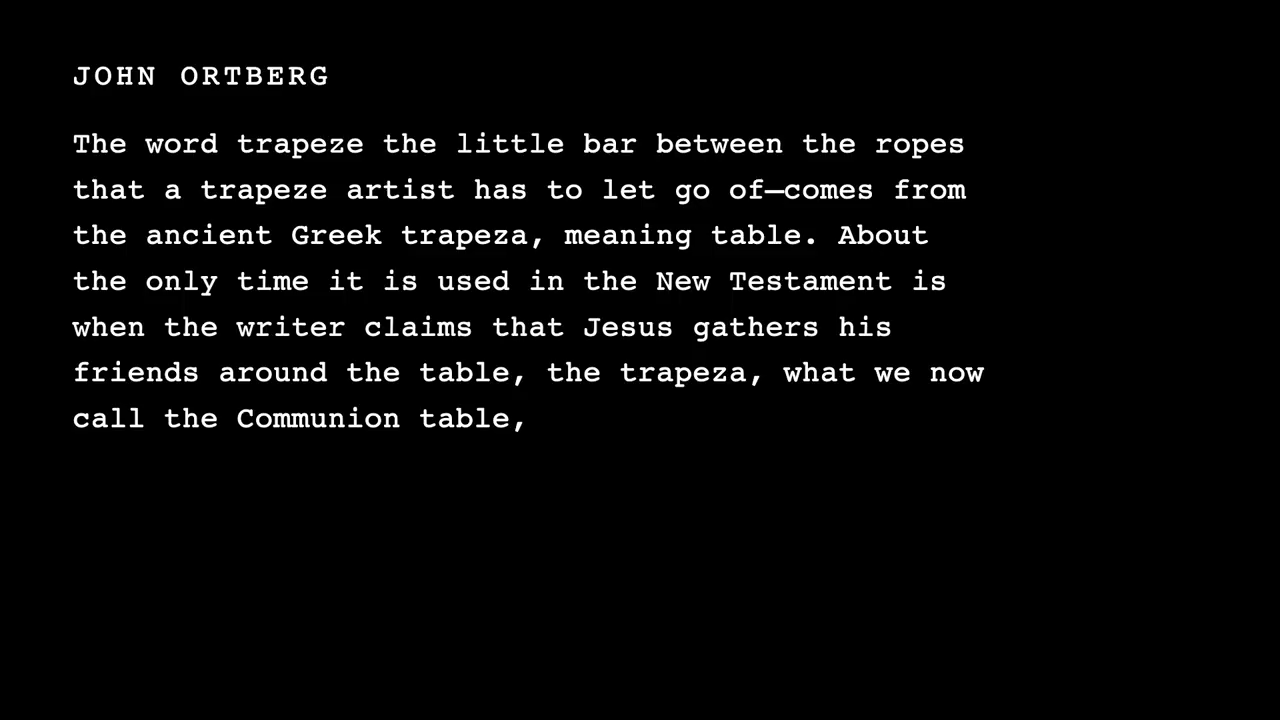 JOHN ORTBERG
The word trapeze the little bar between the ropes
that a trapeze artist has to let go of—comes from
the ancient Greek trapeza, meaning table. About
the only time it is used in the New Testament is
when the writer claims that Jesus gathers his
friends around the table, the trapeza, what we now
call the Communion table,